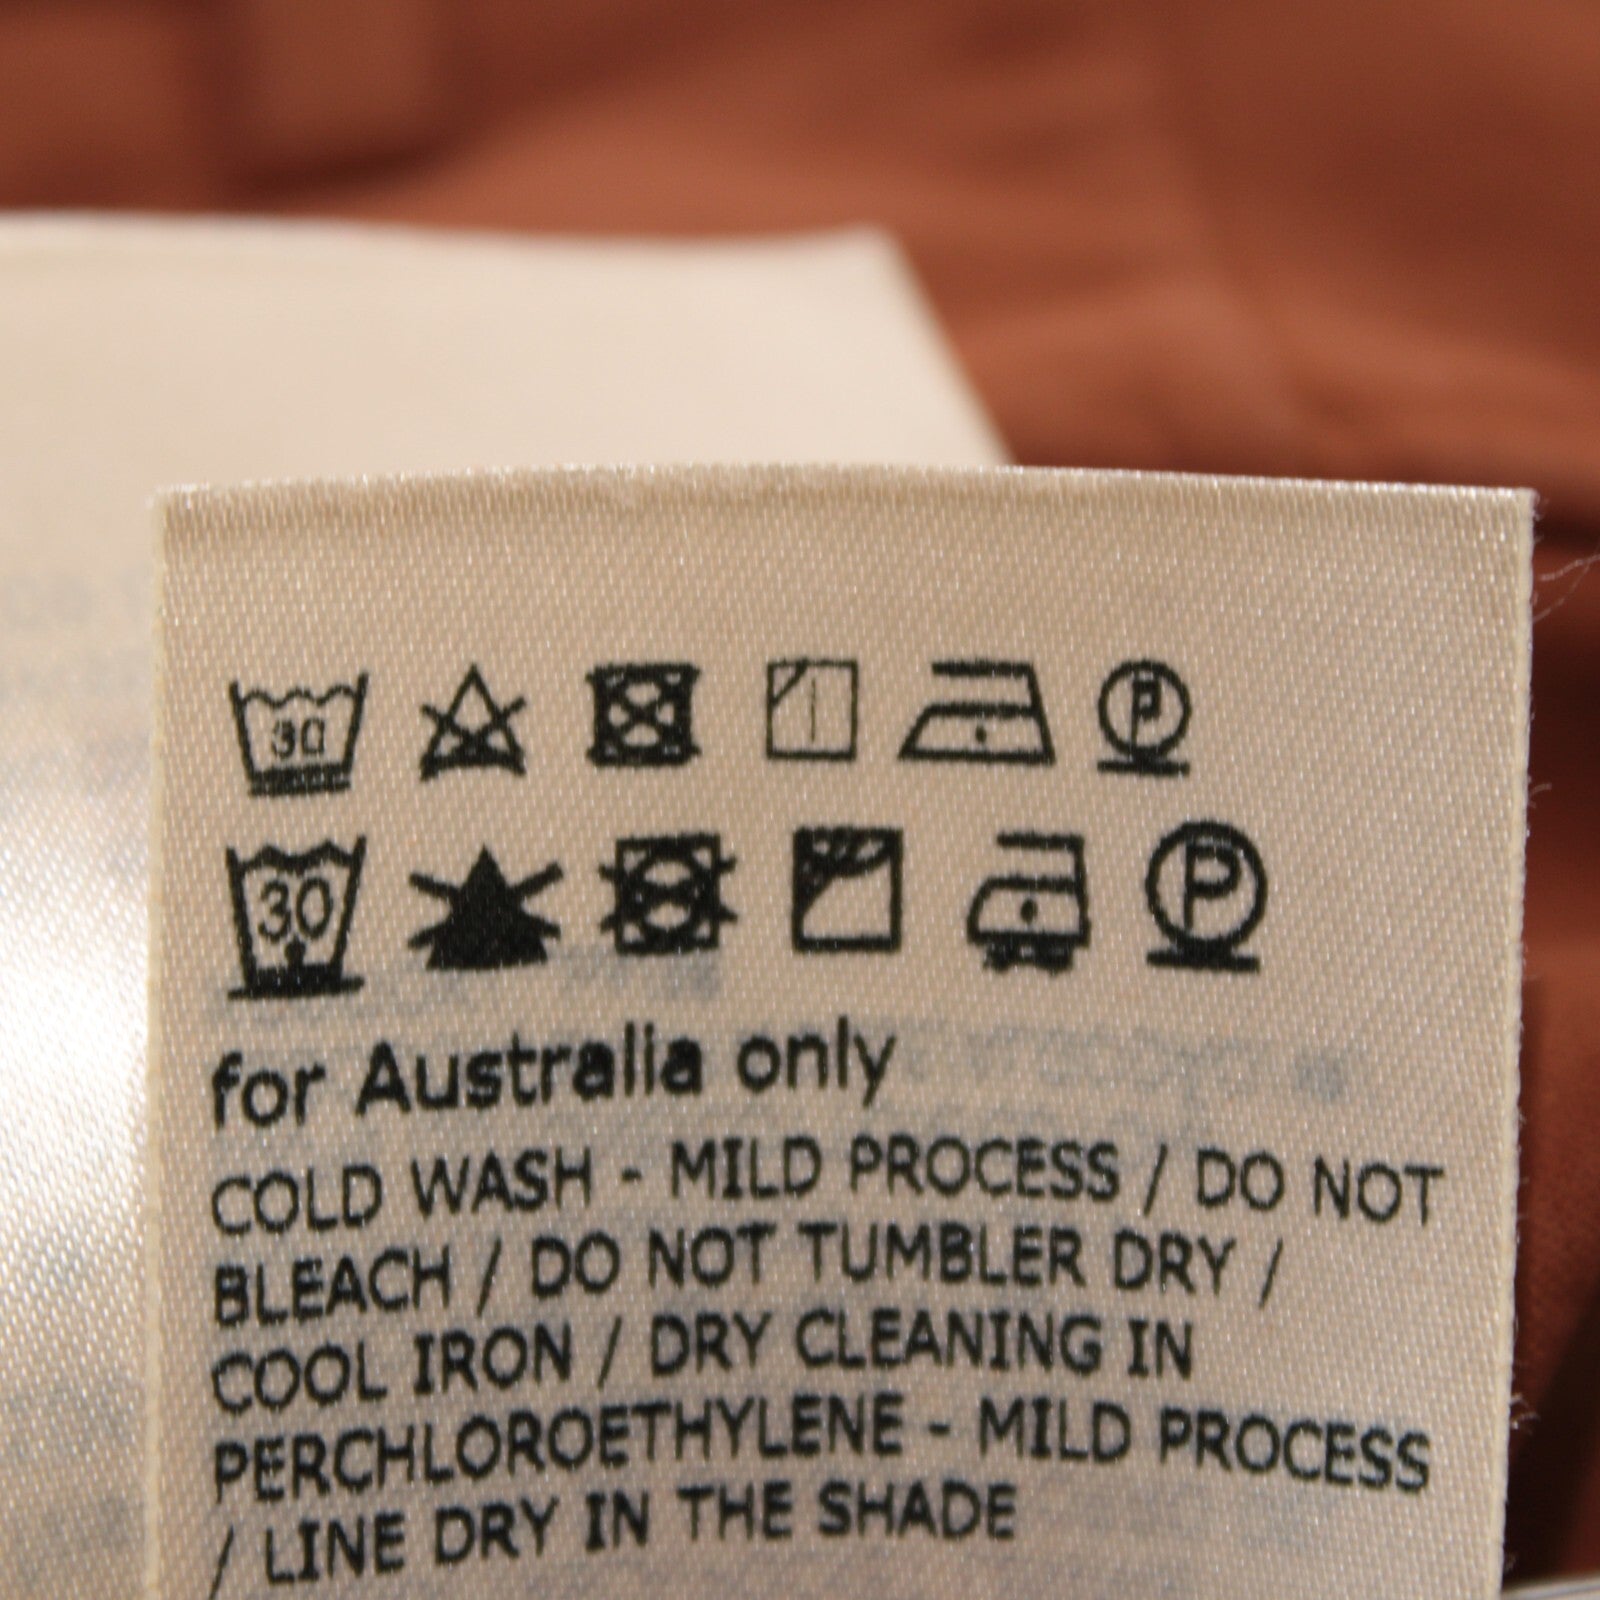 30 P
30 P
for Australia only
COLD WASH - MILD PROCESS / DO NOT
BLEACH / DO NOT TUMBLER DRY /
COOL IRON / DRY CLEANING IN
PERCHLOROETHYLENE - MILD PROCESS
/ LINE DRY IN THE SHADE